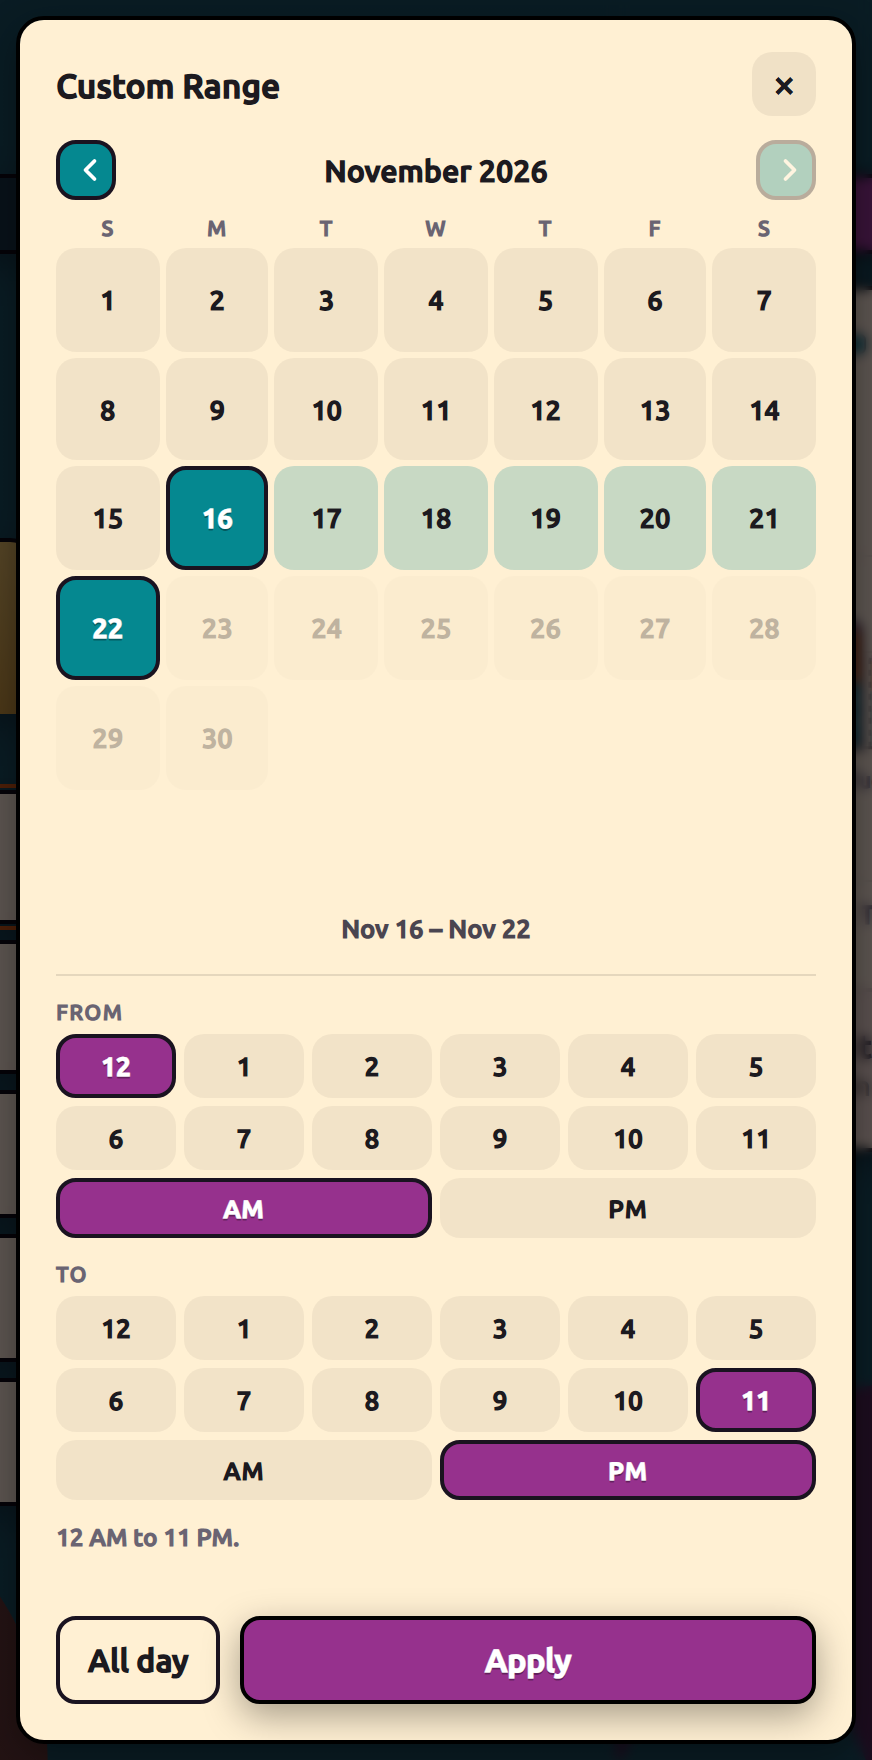 Custom Range ×
November 2026
S M T W T F S
1 2 3 4 5 6 7
8 9 10 11 12 13 14
15 16 17 18 19 20 21
22 23 24 25 26 27 28
29 30
Nov 16 – Nov 22
FROM
12 1 2 3 4 5
6 7 8 9 10 11
AM PM
TO
12 1 2 3 4 5
6 7 8 9 10 11
AM PM
12 AM to 11 PM.
All day Apply